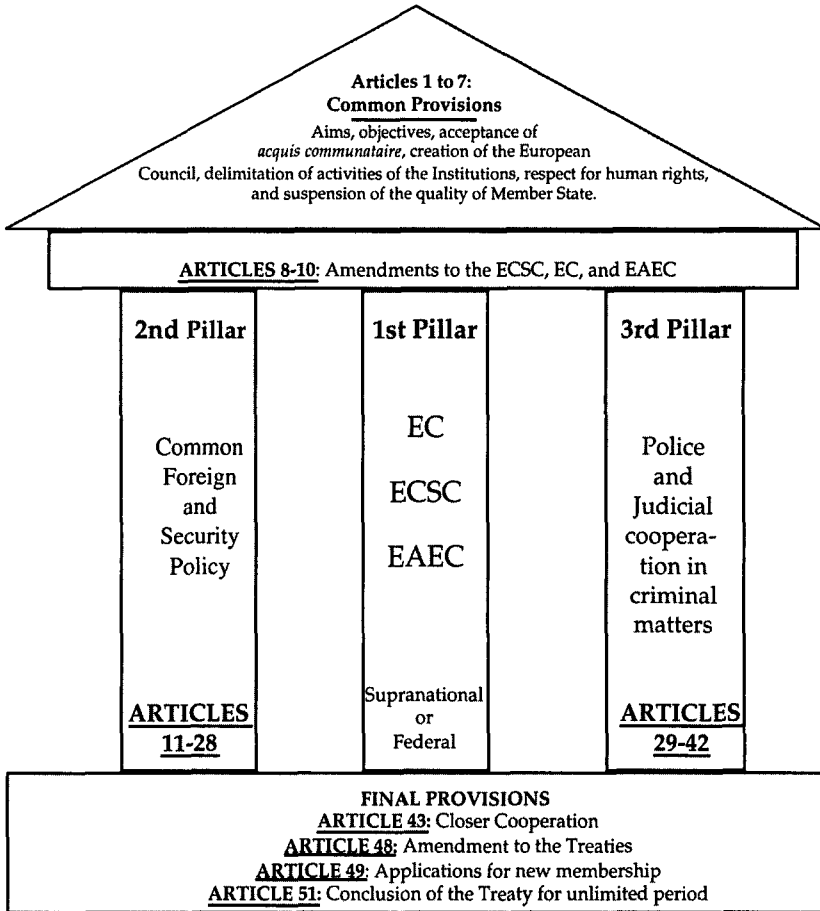 Articles 1 to 7:
Common Provisions
Aims, objectives, acceptance of
acquis communataire, creation of the European
Council, delimitation of activities of the Institutions, respect for human rights,
and suspension of the quality of Member State.
ARTICLES 8-10: Amendments to the ECSC, EC, and EAEC
2nd Pillar
Common
Foreign
and
Security
Policy
ARTICLES
11-28
1st Pillar
EC
ECSC
EAEC
Supranational
or
Federal
3rd Pillar
Police
and
Judicial
coopera-
tion in
criminal
matters
ARTICLES
29-42
FINAL PROVISIONS
ARTICLE 43: Closer Cooperation
ARTICLE 48: Amendment to the Treaties
ARTICLE 49: Applications for new membership
ARTICLE 51: Conclusion of the Treaty for unlimited period